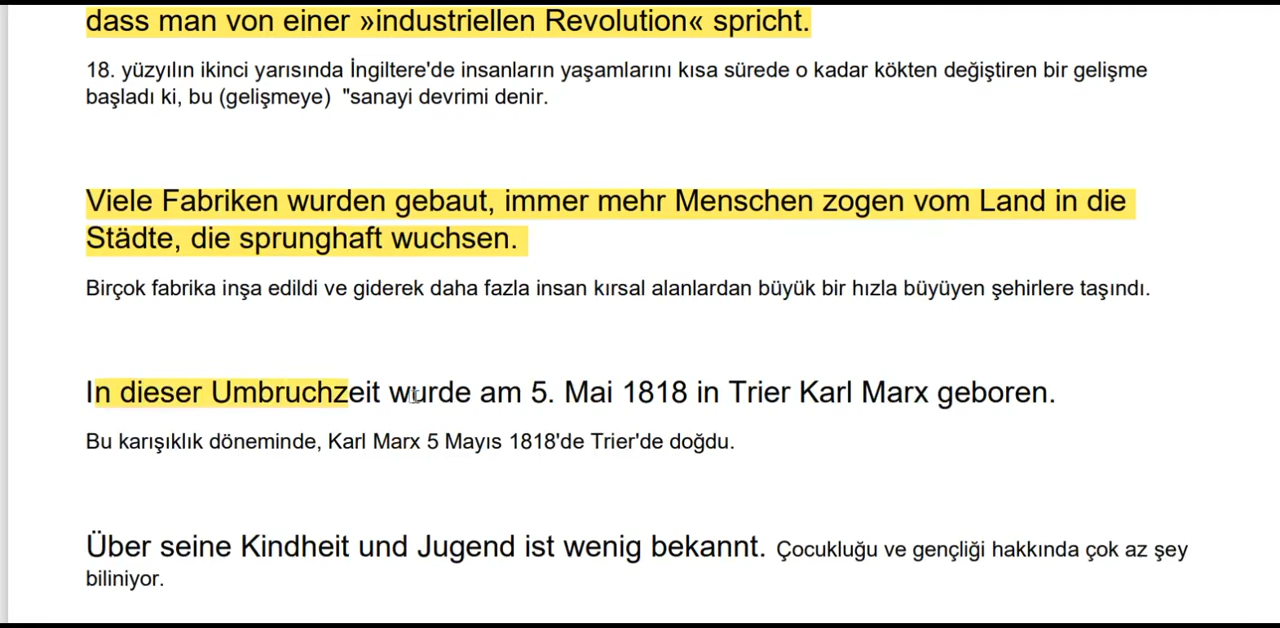 dass man von einer »industriellen Revolution« spricht.
18. yüzyılın ikinci yarısında İngiltere'de insanların yaşamlarını kısa sürede o kadar kökten değiştiren bir gelişme
başladı ki, bu (gelişmeye)  "sanayi devrimi denir.
Viele Fabriken wurden gebaut, immer mehr Menschen zogen vom Land in die
Städte, die sprunghaft wuchsen.
Birçok fabrika inşa edildi ve giderek daha fazla insan kırsal alanlardan büyük bir hızla büyüyen şehirlere taşındı.
In dieser Umbruchzeit wurde am 5. Mai 1818 in Trier Karl Marx geboren.
Bu karışıklık döneminde, Karl Marx 5 Mayıs 1818'de Trier'de doğdu.
Über seine Kindheit und Jugend ist wenig bekannt. Çocukluğu ve gençliği hakkında çok az şey
biliniyor.